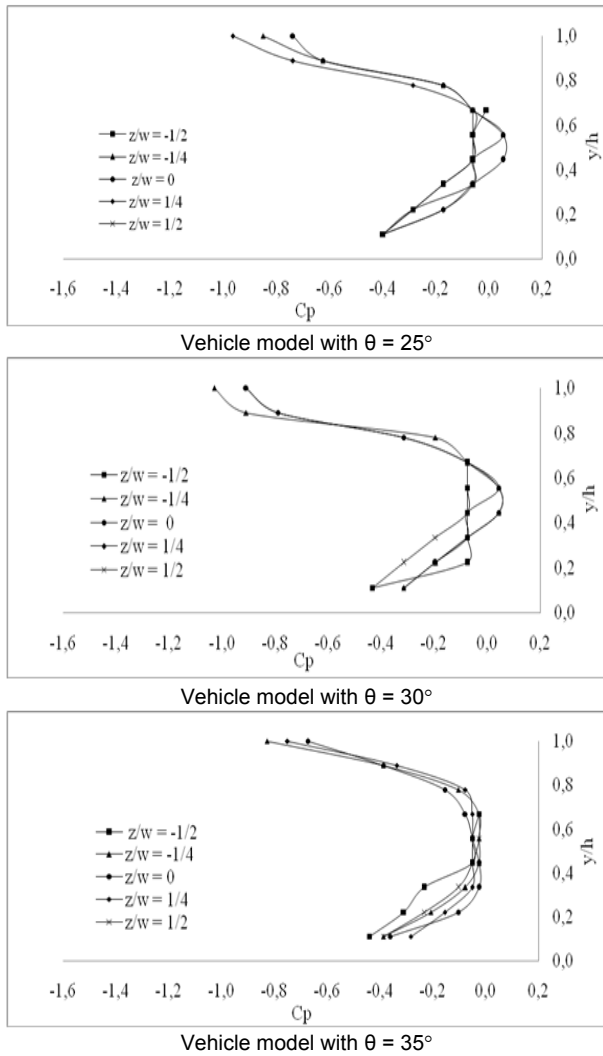 1,0
0,8
0,6
0,4
0,2
0,0
y/h
z/w = -1/2
z/w = -1/4
z/w = 0
z/w = 1/4
z/w = 1/2
-1,6 -1,4 -1,2 -1,0 -0,8 -0,6 -0,4 -0,2 0,0 0,2
Cp
Vehicle model with θ = 25°
1,0
0,8
0,6
0,4
0,2
0,0
y/h
z/w = -1/2
z/w = -1/4
z/w = 0
z/w = 1/4
z/w = 1/2
-1,6 -1,4 -1,2 -1,0 -0,8 -0,6 -0,4 -0,2 0,0 0,2
Cp
Vehicle model with θ = 30°
1,0
0,8
0,6
0,4
0,2
0,0
y/h
z/w = -1/2
z/w = -1/4
z/w = 0
z/w = 1/4
z/w = 1/2
-1,6 -1,4 -1,2 -1,0 -0,8 -0,6 -0,4 -0,2 0,0 0,2
Cp
Vehicle model with θ = 35°